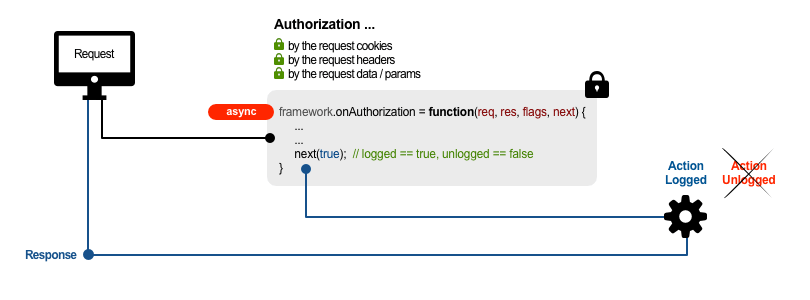 Authorization ...
by the request cookies
by the request headers
by the request data / params
Request
async
framework.onAuthorization = function(req, res, flags, next) {
...
...
next(true); // logged == true, unlogged == false
}
Action
Logged
Action
Unlogged
Response